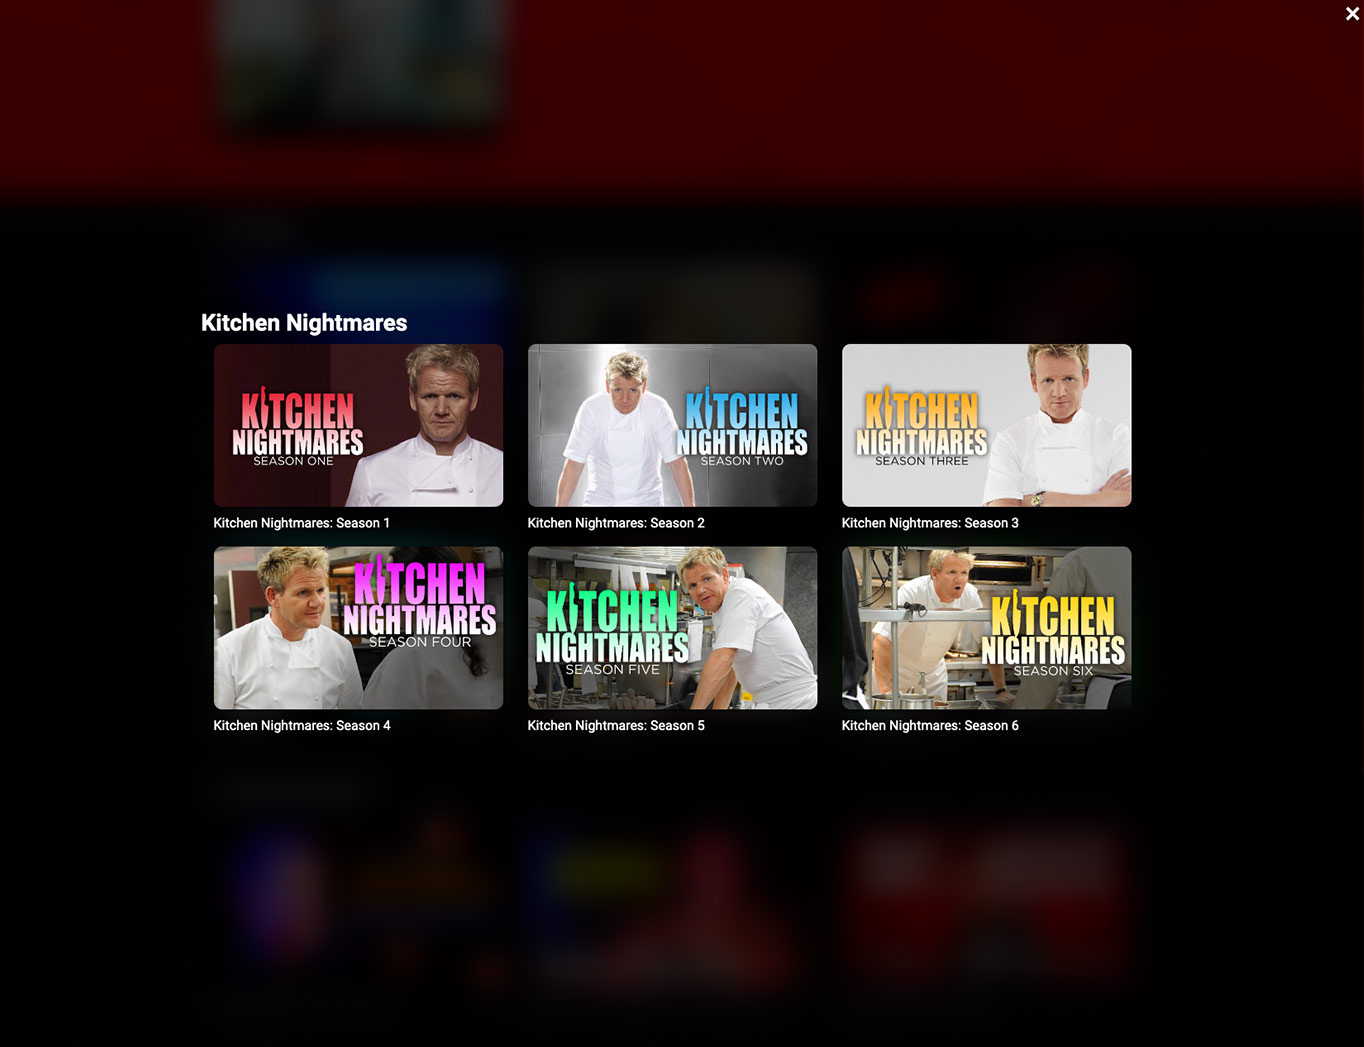 Kitchen Nightmares
KITCHEN
NIGHTMARES
SEASON ONE
Kitchen Nightmares: Season 1
KITCHEN
NIGHTMARES
SEASON TWO
Kitchen Nightmares: Season 2
KITCHEN
NIGHTMARES
SEASON THREE
Kitchen Nightmares: Season 3
KITCHEN
NIGHTMARES
SEASON FOUR
Kitchen Nightmares: Season 4
KITCHEN
NIGHTMARES
SEASON FIVE
Kitchen Nightmares: Season 5
KITCHEN
NIGHTMARES
SEASON SIX
Kitchen Nightmares: Season 6